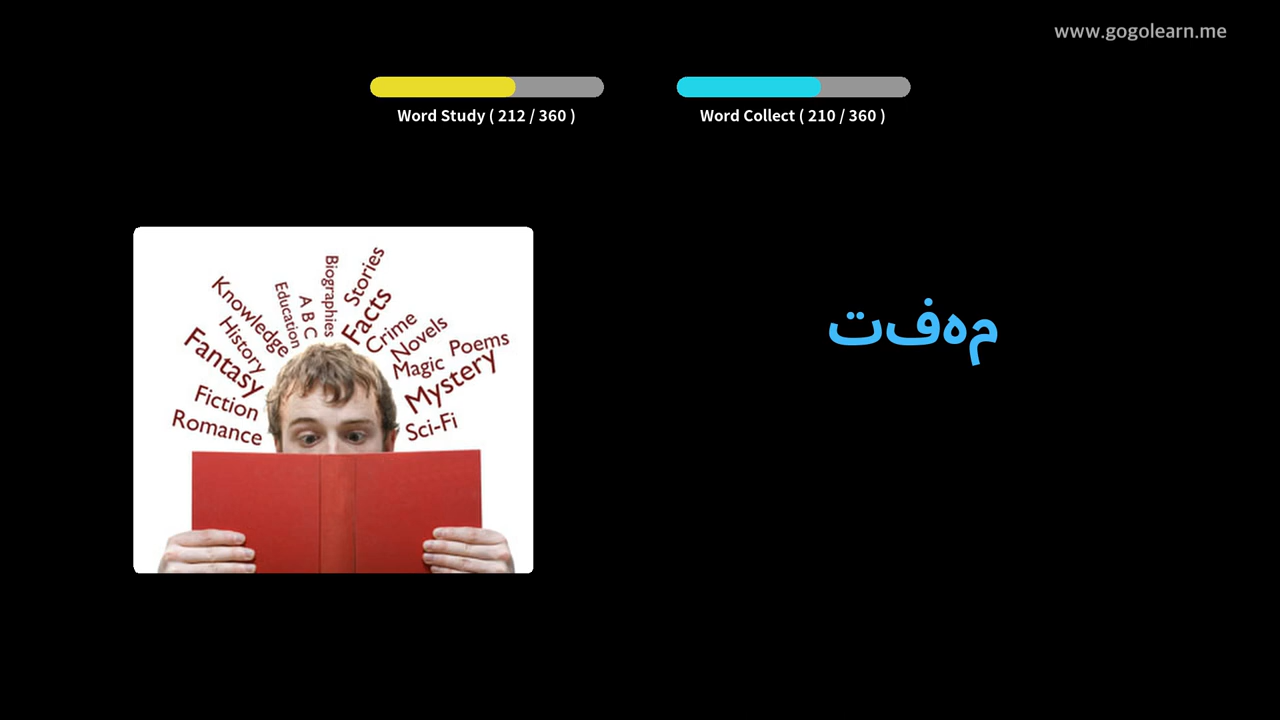 www.gogolearn.me
Word Study ( 212 / 360 )
Word Collect ( 210 / 360 )
Biographies
Stories
Education
A B C
Facts
Knowledge
Crime
History
Novels
Fantasy
Magic
Poems
Mystery
Fiction
Romance
Sci-Fi
مهفت